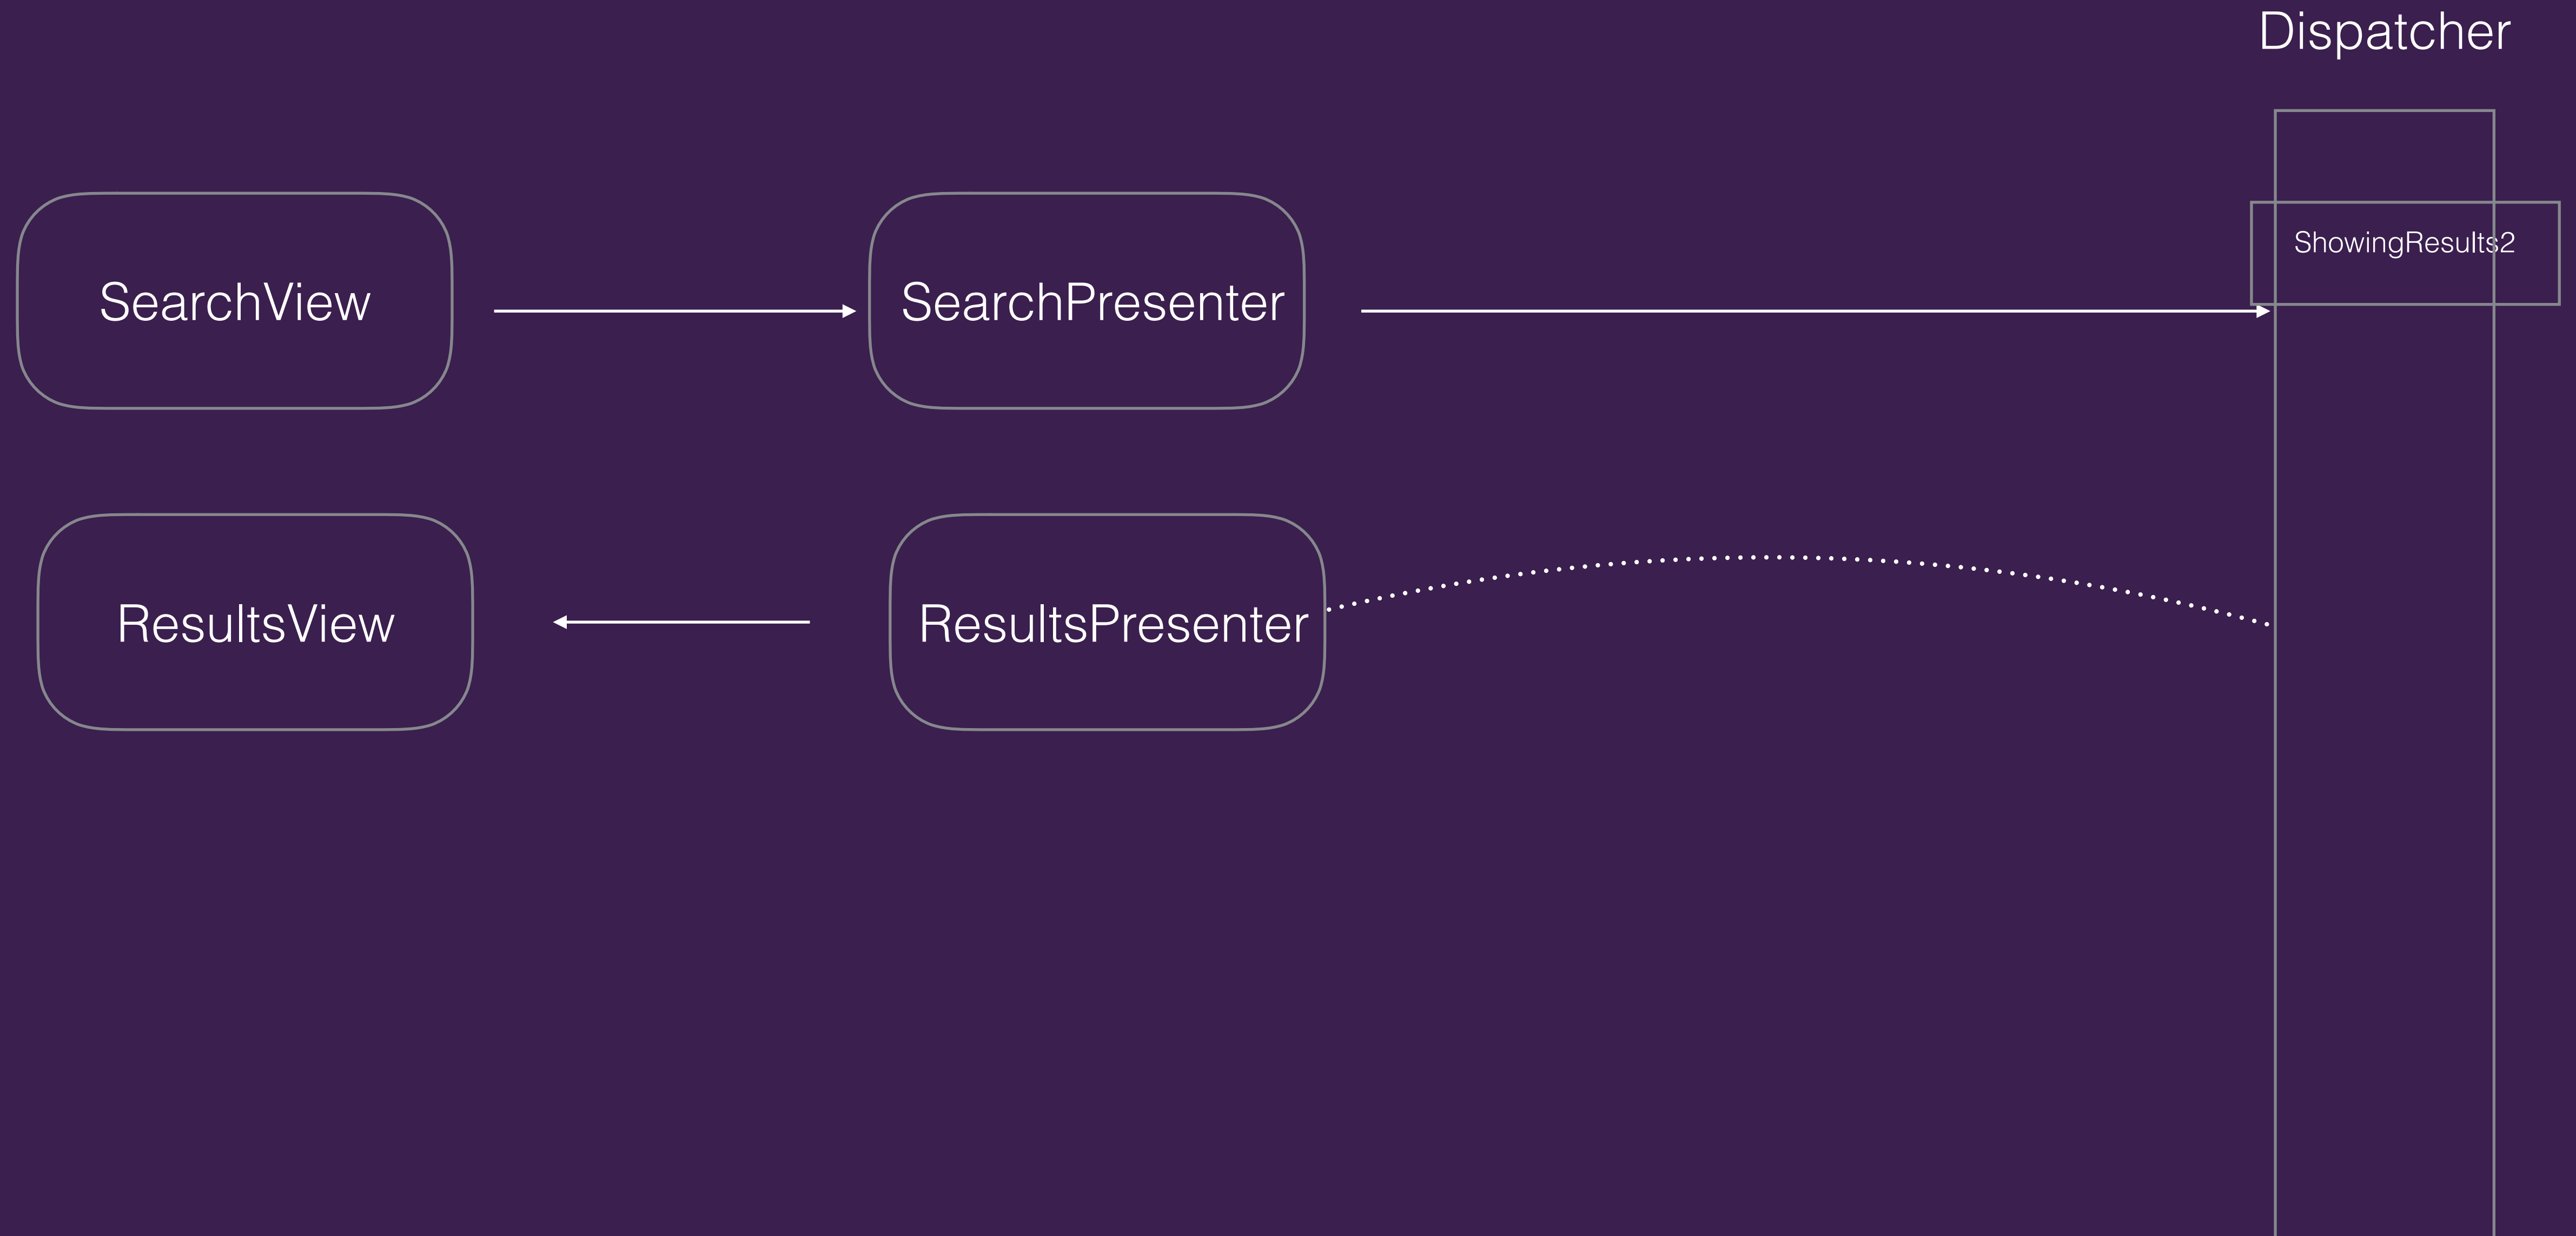 Dispatcher
ShowingResults2
SearchView
SearchPresenter
ResultsView
ResultsPresenter